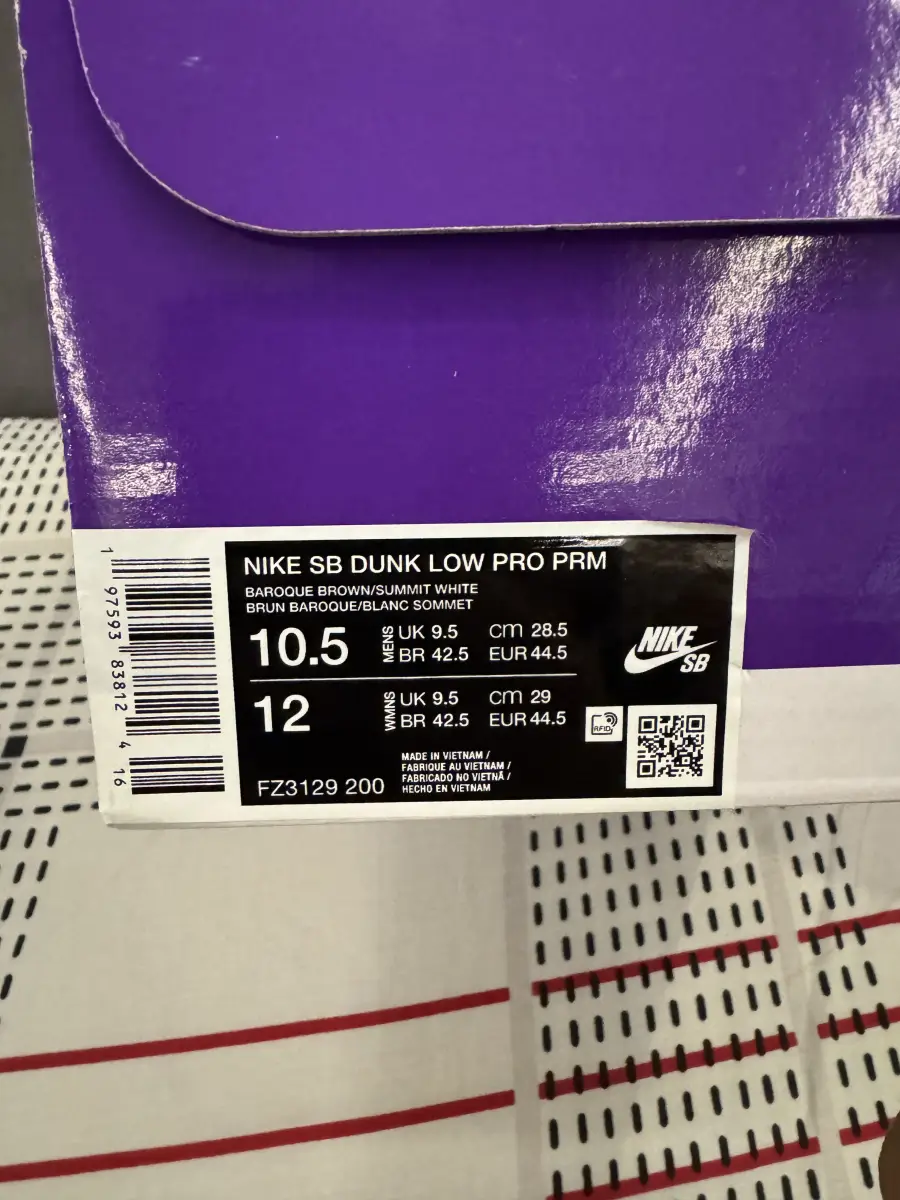 1 97593 83812 4 16
NIKE SB DUNK LOW PRO PRM
BAROQUE BROWN/SUMMIT WHITE
BRUN BAROQUE/BLANC SOMMET
10.5 MENS UK 9.5 cm 28.5
BR 42.5 EUR 44.5
12 WMNS UK 9.5 cm 29
BR 42.5 EUR 44.5
NIKE
SB
RFID
FZ3129 200
MADE IN VIETNAM /
FABRIQUE AU VIETNAM /
FABRICADO NO VIETNÃ /
HECHO EN VIETNAM